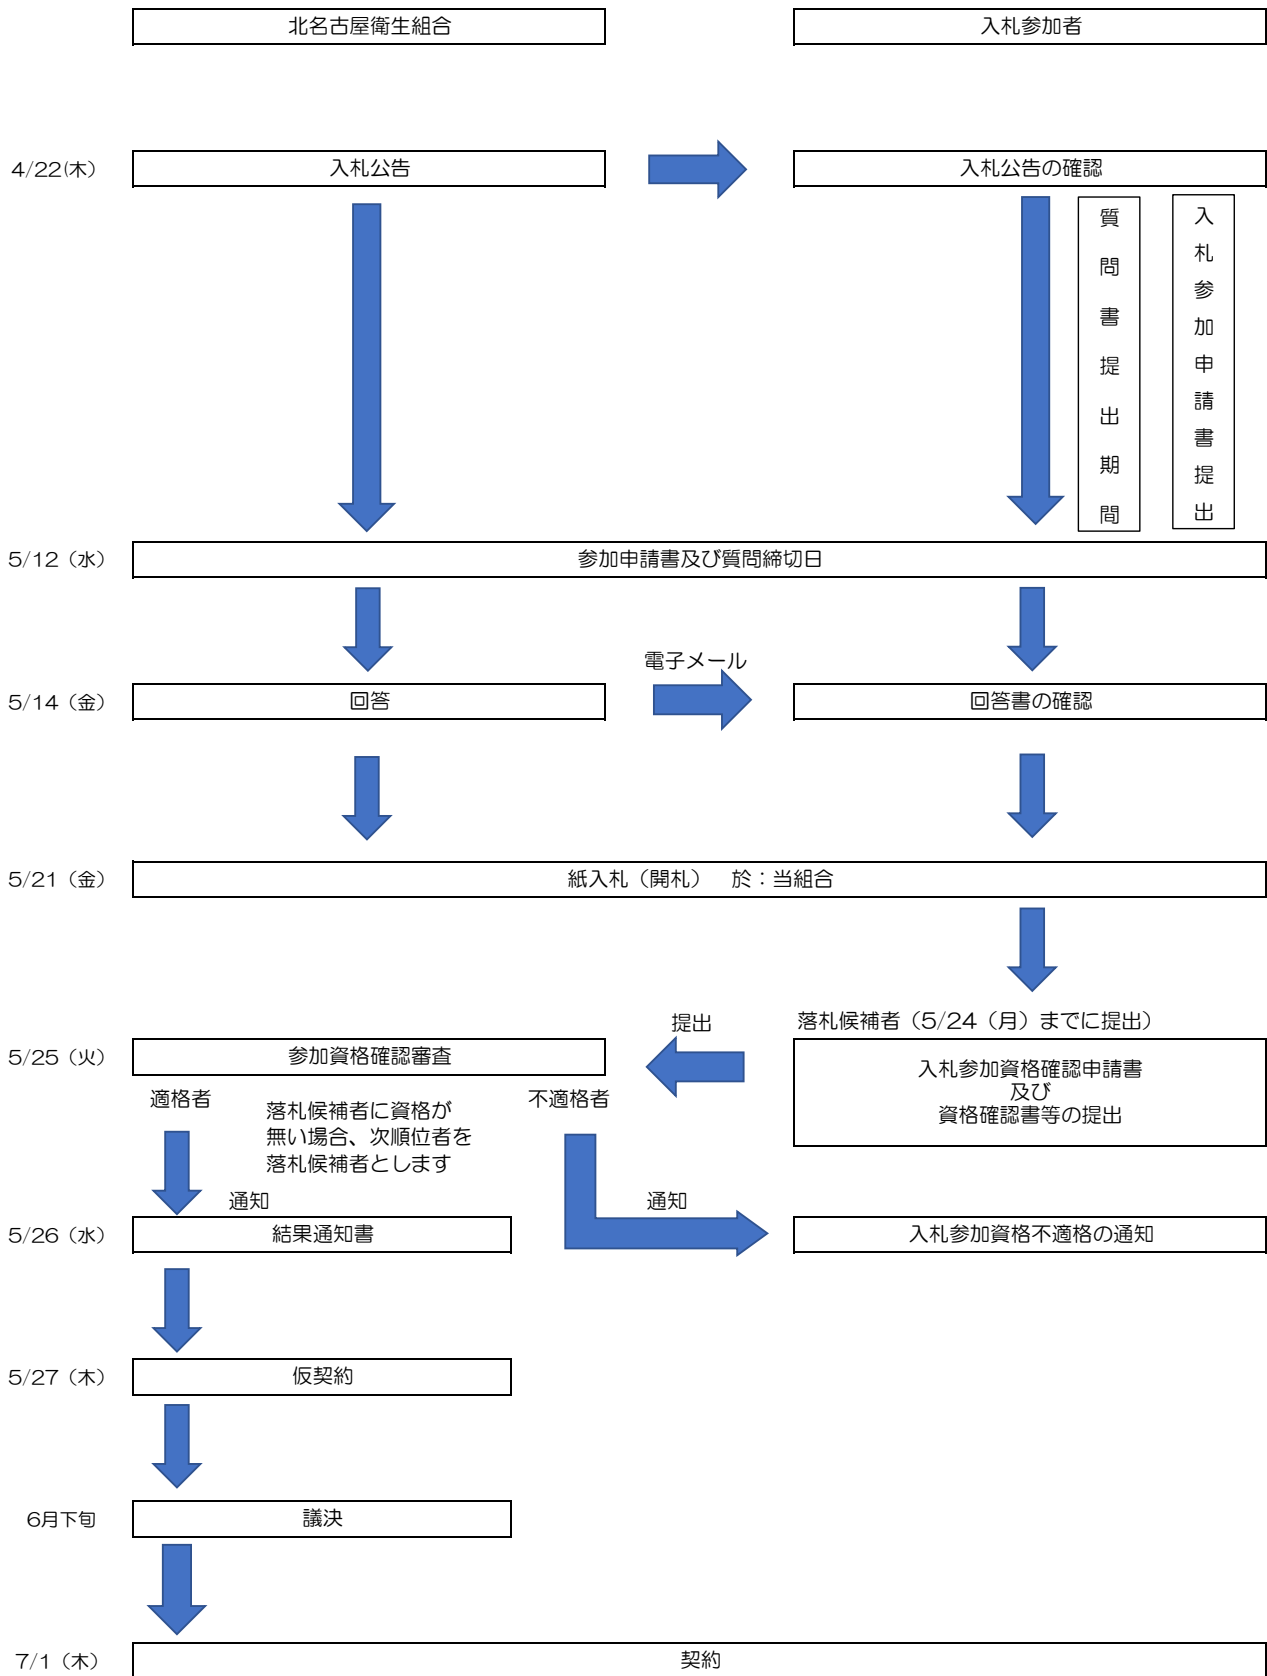 北名古屋衛生組合
入札参加者
4/22(木)
入札公告
入札公告の確認
質問書提出期間
入札参加申請書提出
5/12（水）
参加申請書及び質問締切日
電子メール
5/14（金）
回答
回答書の確認
5/21（金）
紙入札（開札）　於：当組合
提出
落札候補者（5/24（月）までに提出）
5/25（火）
参加資格確認審査
入札参加資格確認申請書
及び
資格確認書等の提出
適格者
落札候補者に資格が
無い場合、次順位者を
落札候補者とします
不適格者
通知
通知
5/26（水）
結果通知書
入札参加資格不適格の通知
5/27（木）
仮契約
6月下旬
議決
7/1（木）
契約